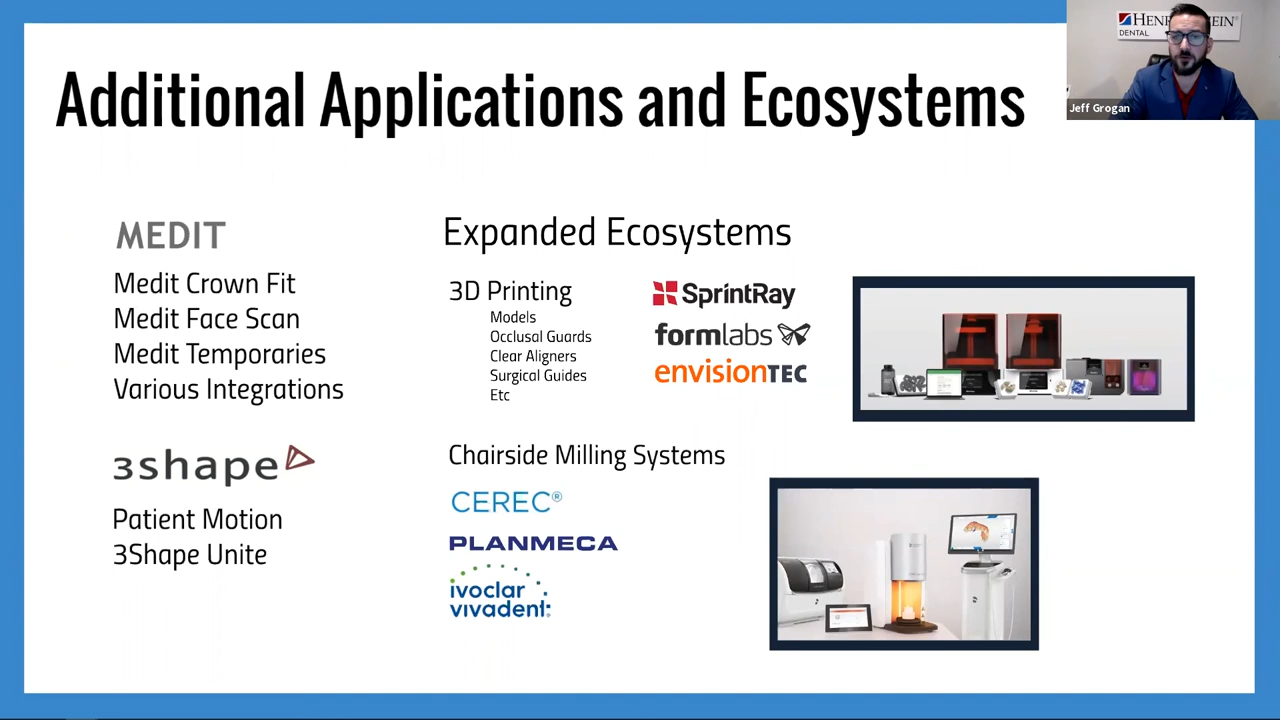 Additional Applications and Ecosystems
DENTAL
Jeff Grogan
MEDIT
Medit Crown Fit
Medit Face Scan
Medit Temporaries
Various Integrations
3shape
Patient Motion
3Shape Unite
Expanded Ecosystems
3D Printing
Models
Occlusal Guards
Clear Aligners
Surgical Guides
Etc
SprintRay
formlabs
envisionTEC
Chairside Milling Systems
CEREC®
PLANMECA
ivoclar
vivadent